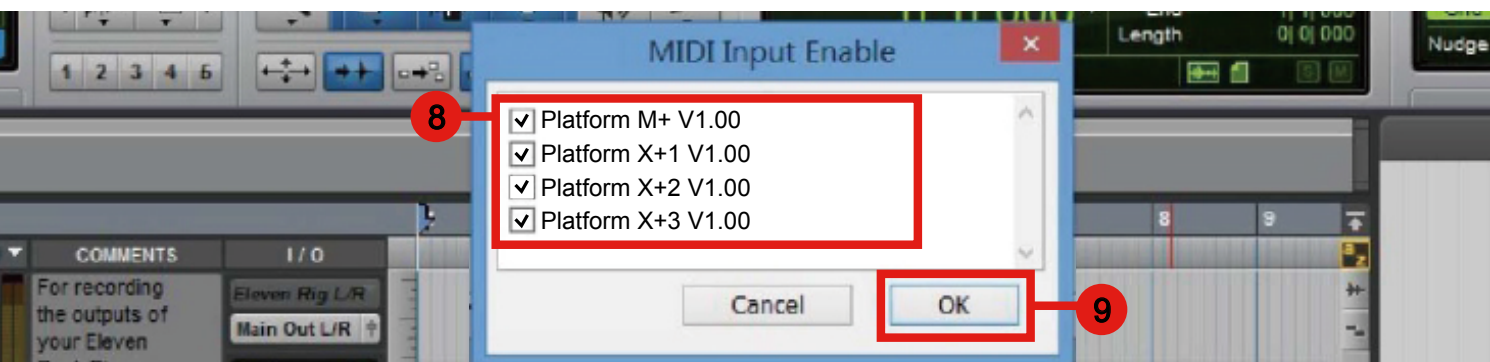 Length
0| 0| 000
Nudge
1 2 3 4 5
S M
MIDI Input Enable
8
Platform M+ V1.00
Platform X+1 V1.00
Platform X+2 V1.00
Platform X+3 V1.00
8
9
COMMENTS
I / O
a z
For recording
the outputs of
your Eleven
Eleven Rig L/R
Main Out L/R
Cancel
OK
9